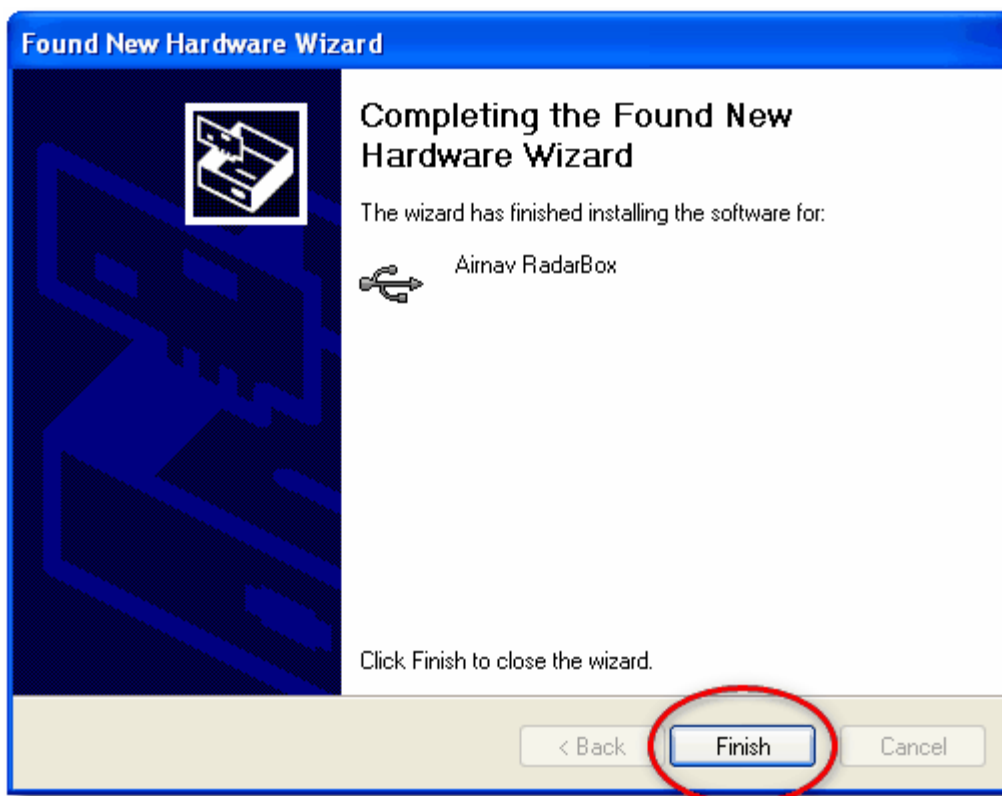 Found New Hardware Wizard
Completing the Found New
Hardware Wizard
The wizard has finished installing the software for:
Airnav RadarBox
Click Finish to close the wizard.
< Back
Finish
Cancel